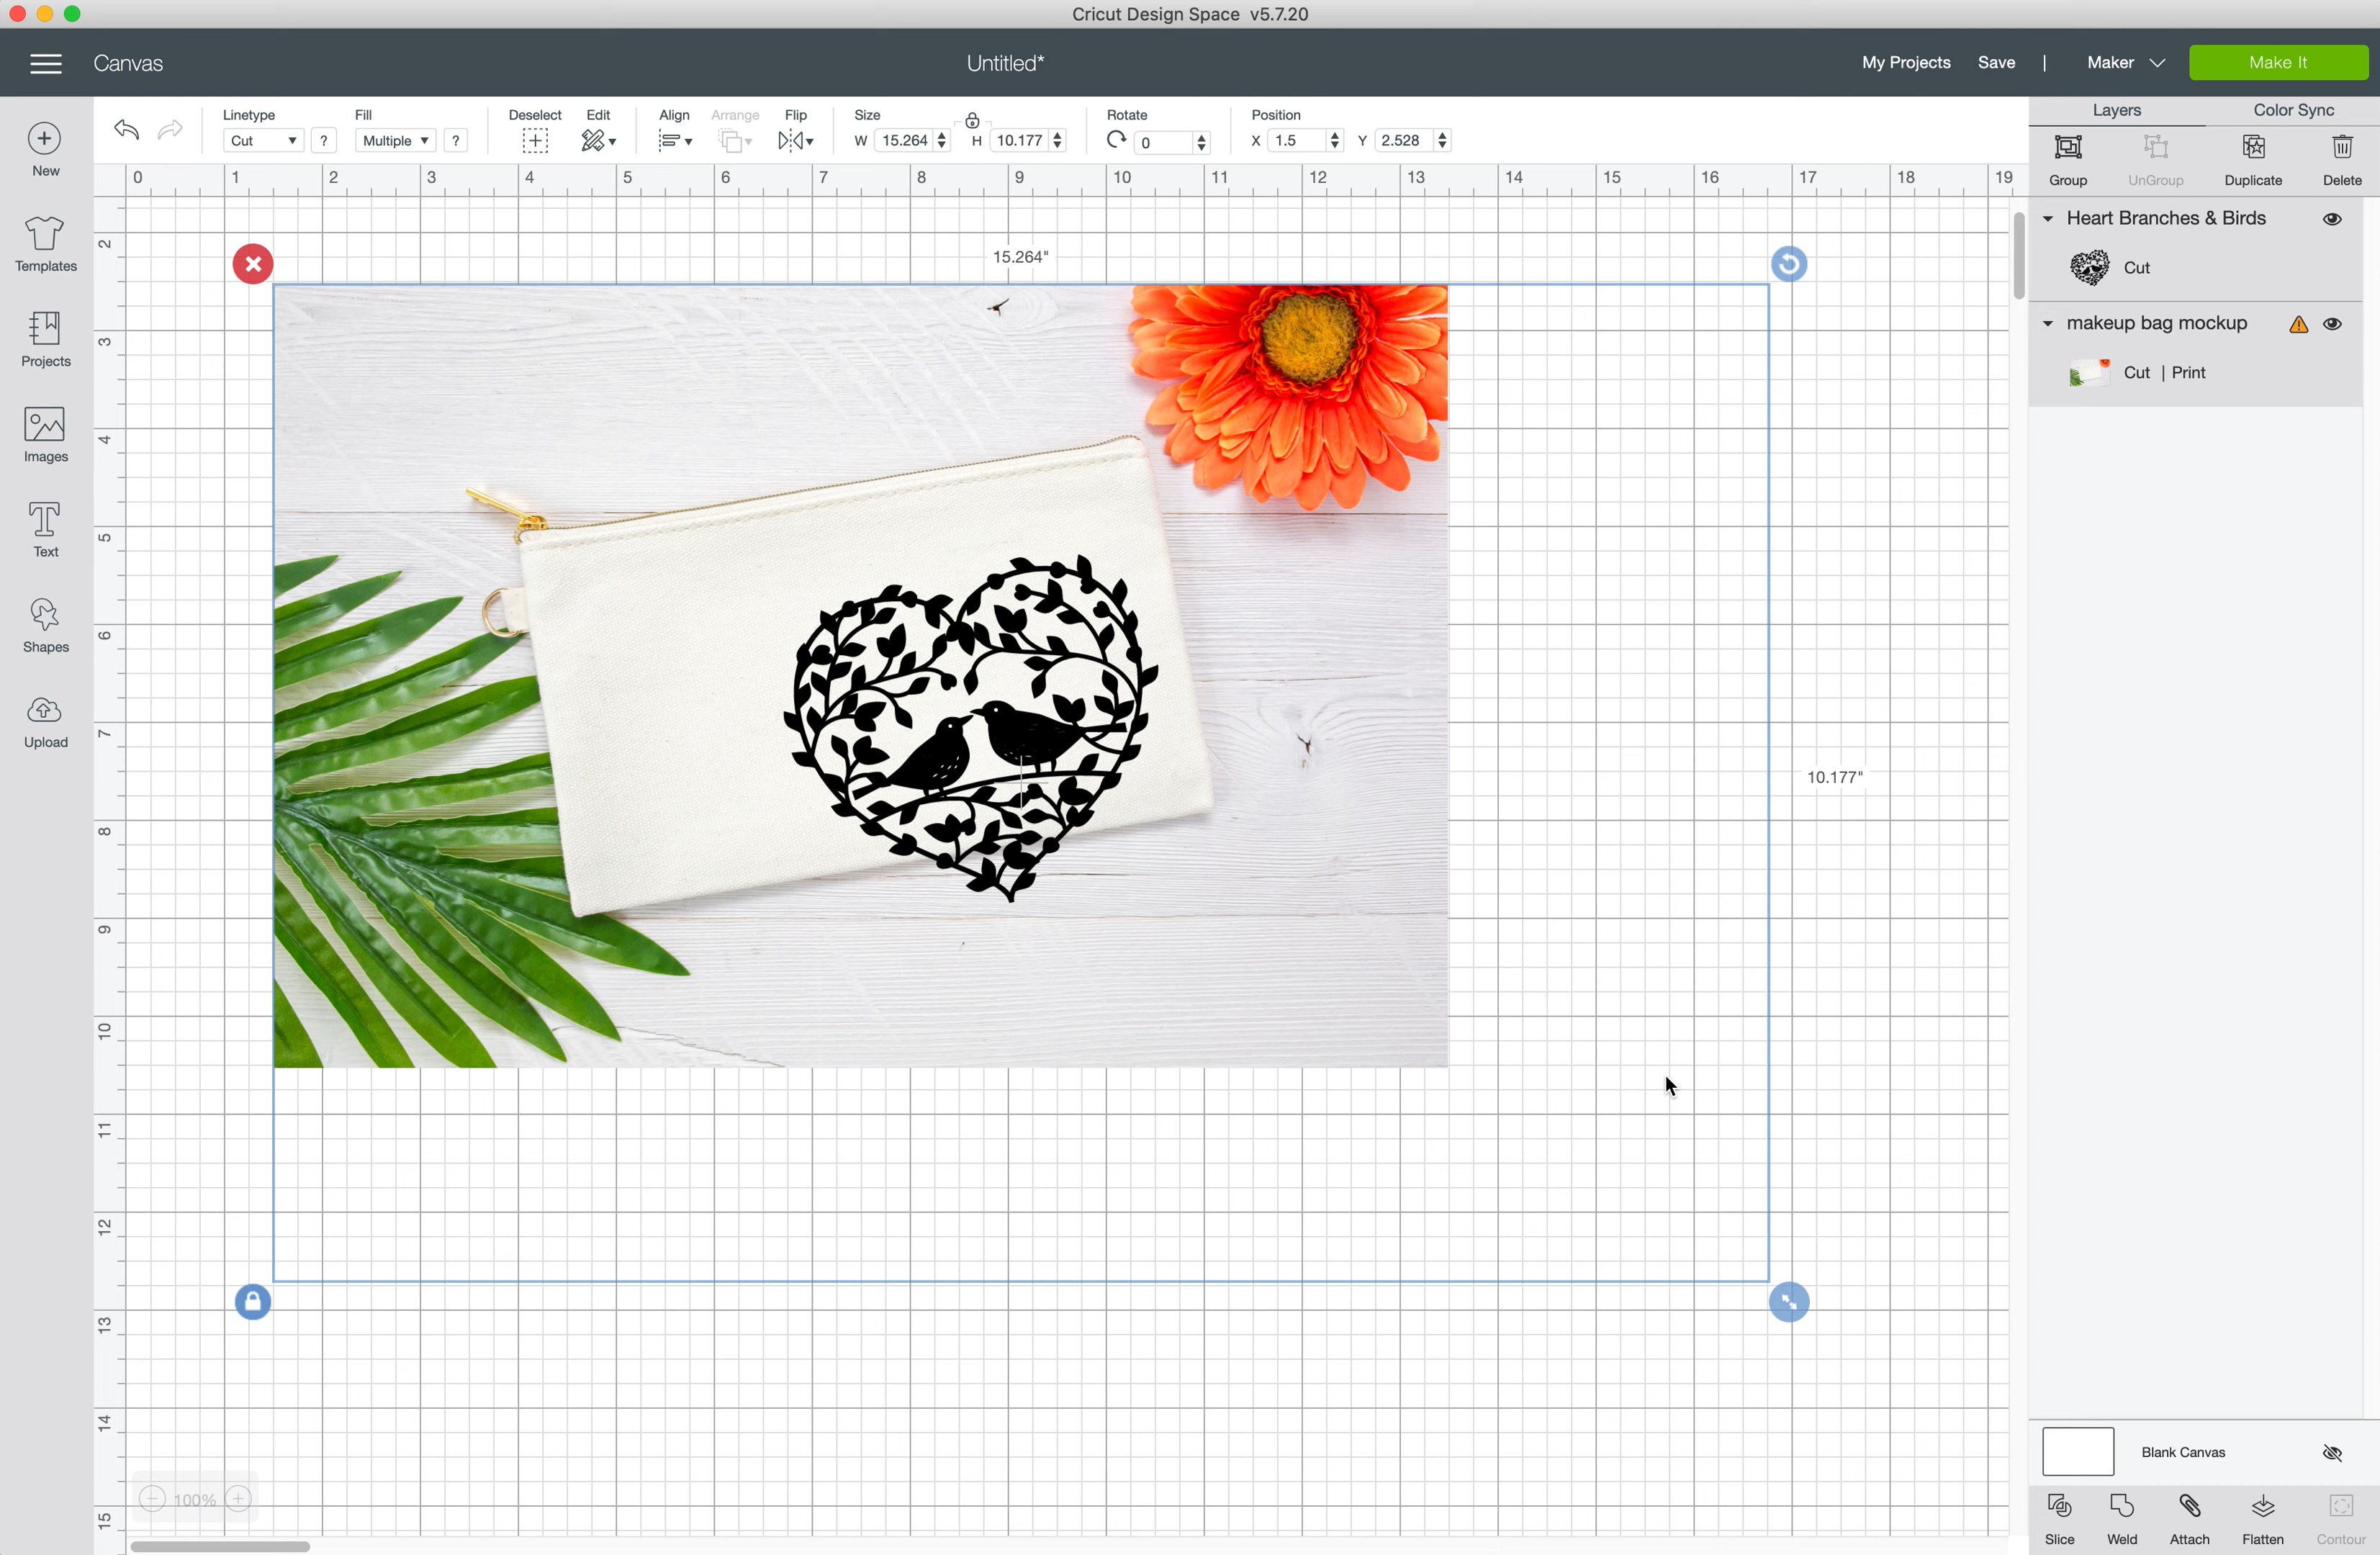 Cricut Design Space v5.7.20
Canvas
Untitled*
My Projects Save | Maker Make It
Linetype Fill Deselect Edit Align Arrange Flip Size Rotate Position
Cut ? Multiple ? W 15.264 H 10.177 0 X 1.5 Y 2.528
Layers Color Sync
Group UnGroup Duplicate Delete
New
Templates
Projects
Images
Text
Shapes
Upload
0 1 2 3 4 5 6 7 8 9 10 11 12 13 14 15 16 17 18 19
2
3
4
5
6
7
8
9
10
11
12
13
14
15
15.264"
10.177"
100%
Heart Branches & Birds
Cut
makeup bag mockup
Cut | Print
Blank Canvas
Slice Weld Attach Flatten Contour